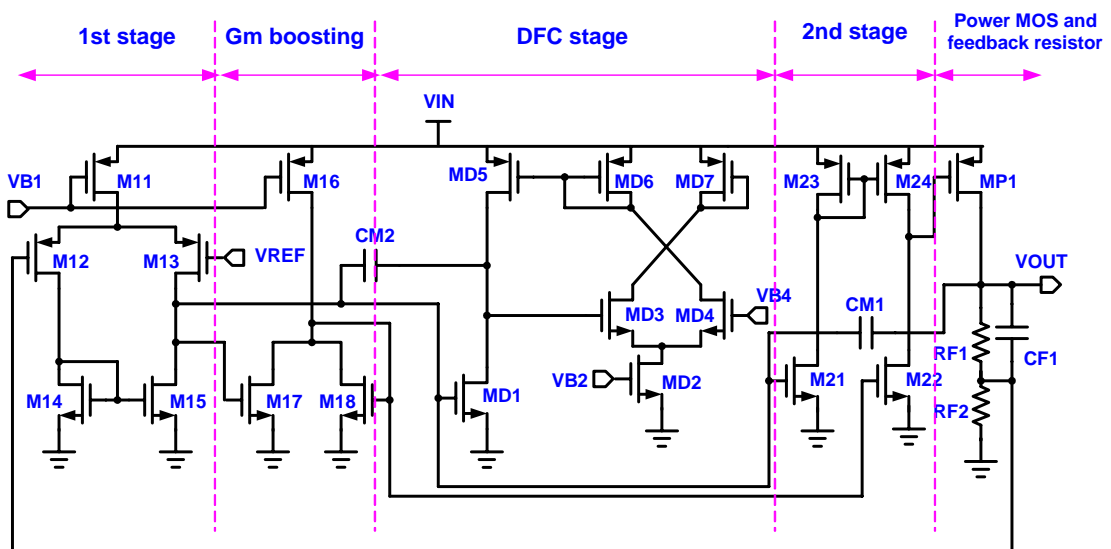 1st stage
Gm boosting
DFC stage
2nd stage
Power MOS and
feedback resistor
VIN
VB1
M11
M16
MD5
MD6
MD7
M23
M24
MP1
M12
M13
VREF
CM2
VOUT
MD3
MD4
VB4
CM1
RF1
CF1
M14
M15
M17
M18
MD1
VB2
MD2
M21
M22
RF2